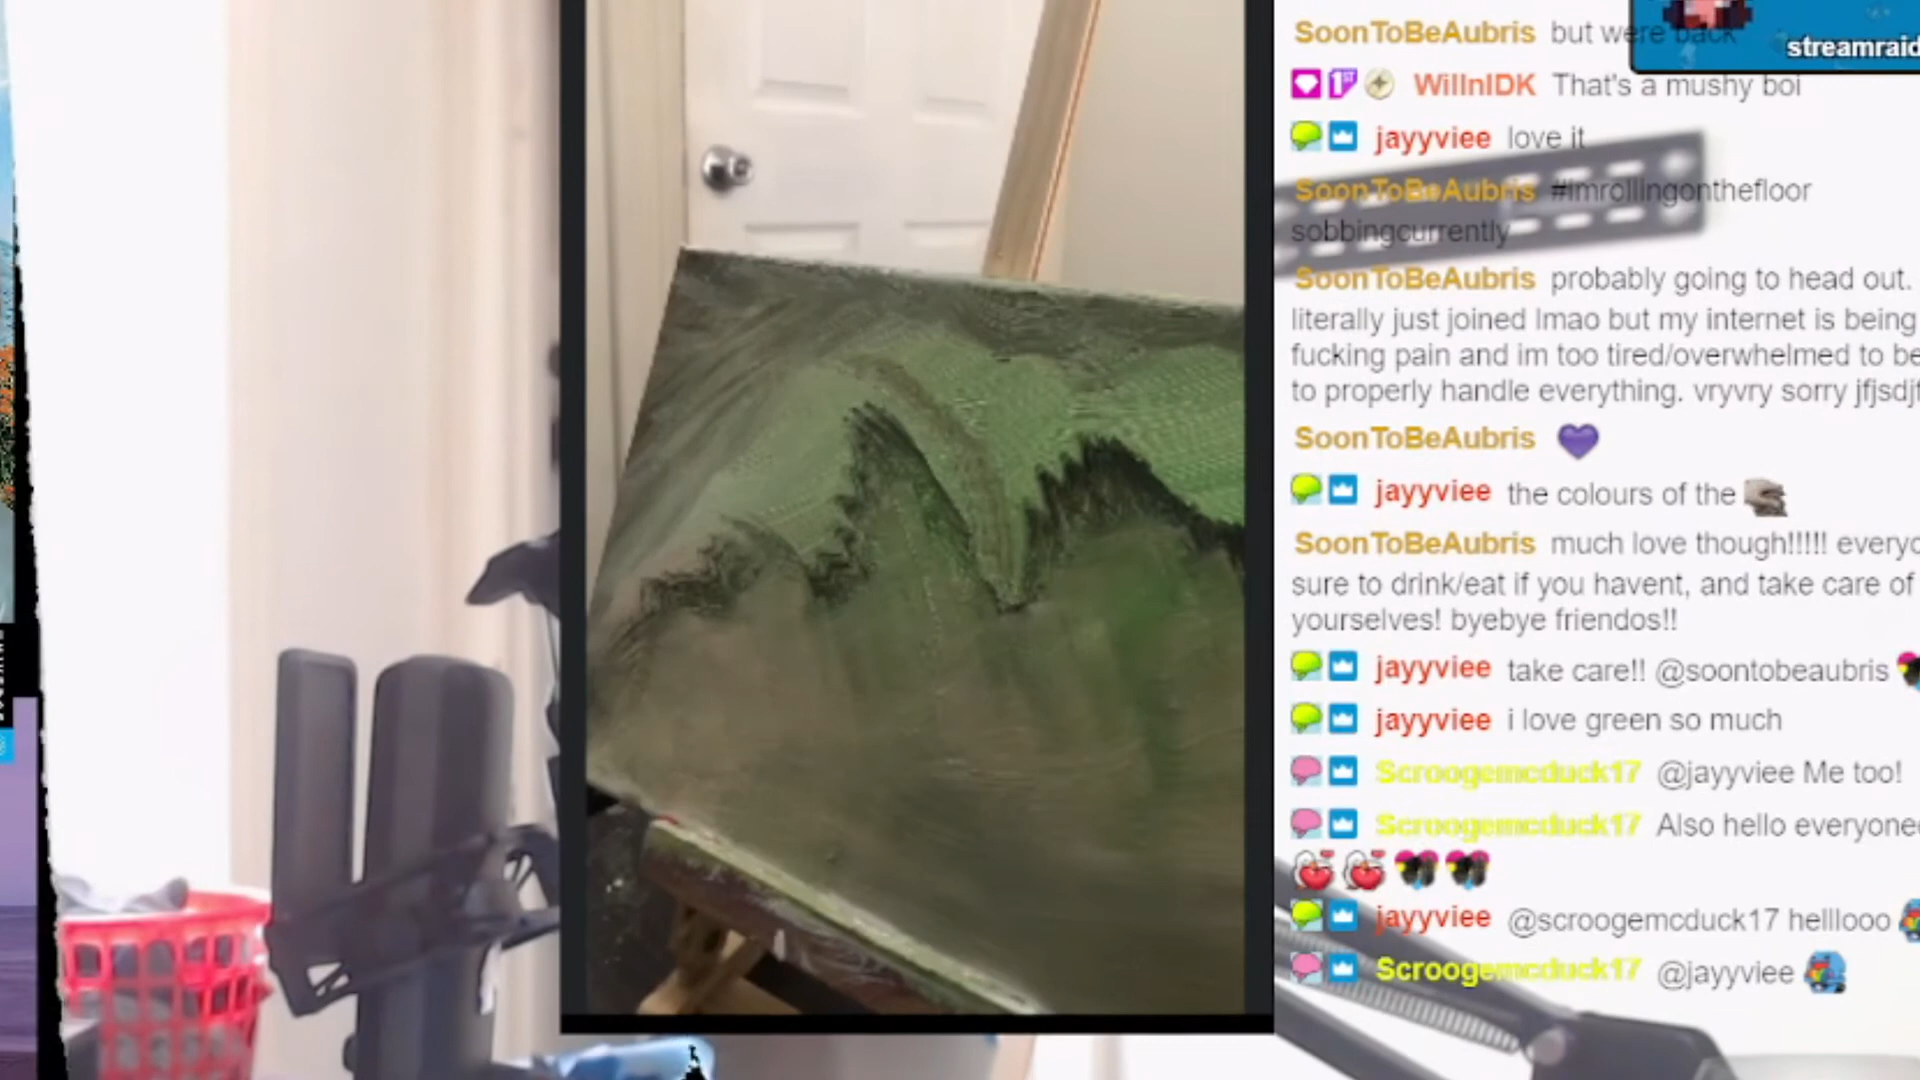 SoonToBeAubris but were back
streamraid
WillnIDK That's a mushy boi
jayyviee love it
SoonToBeAubris #imrollingonthefloor
sobbingcurrently
SoonToBeAubris probably going to head out.
literally just joined lmao but my internet is being
fucking pain and im too tired/overwhelmed to be
to properly handle everything. vryvry sorry jfjsdjf
SoonToBeAubris 💜
jayyviee the colours of the
SoonToBeAubris much love though!!!!! everyo
sure to drink/eat if you havent, and take care of
yourselves! byebye friendos!!
jayyviee take care!! @soontobeaubris
jayyviee i love green so much
Scroogemcduck17 @jayyviee Me too!
Scroogemcduck17 Also hello everyone
jayyviee @scroogemcduck17 helllooo
Scroogemcduck17 @jayyviee